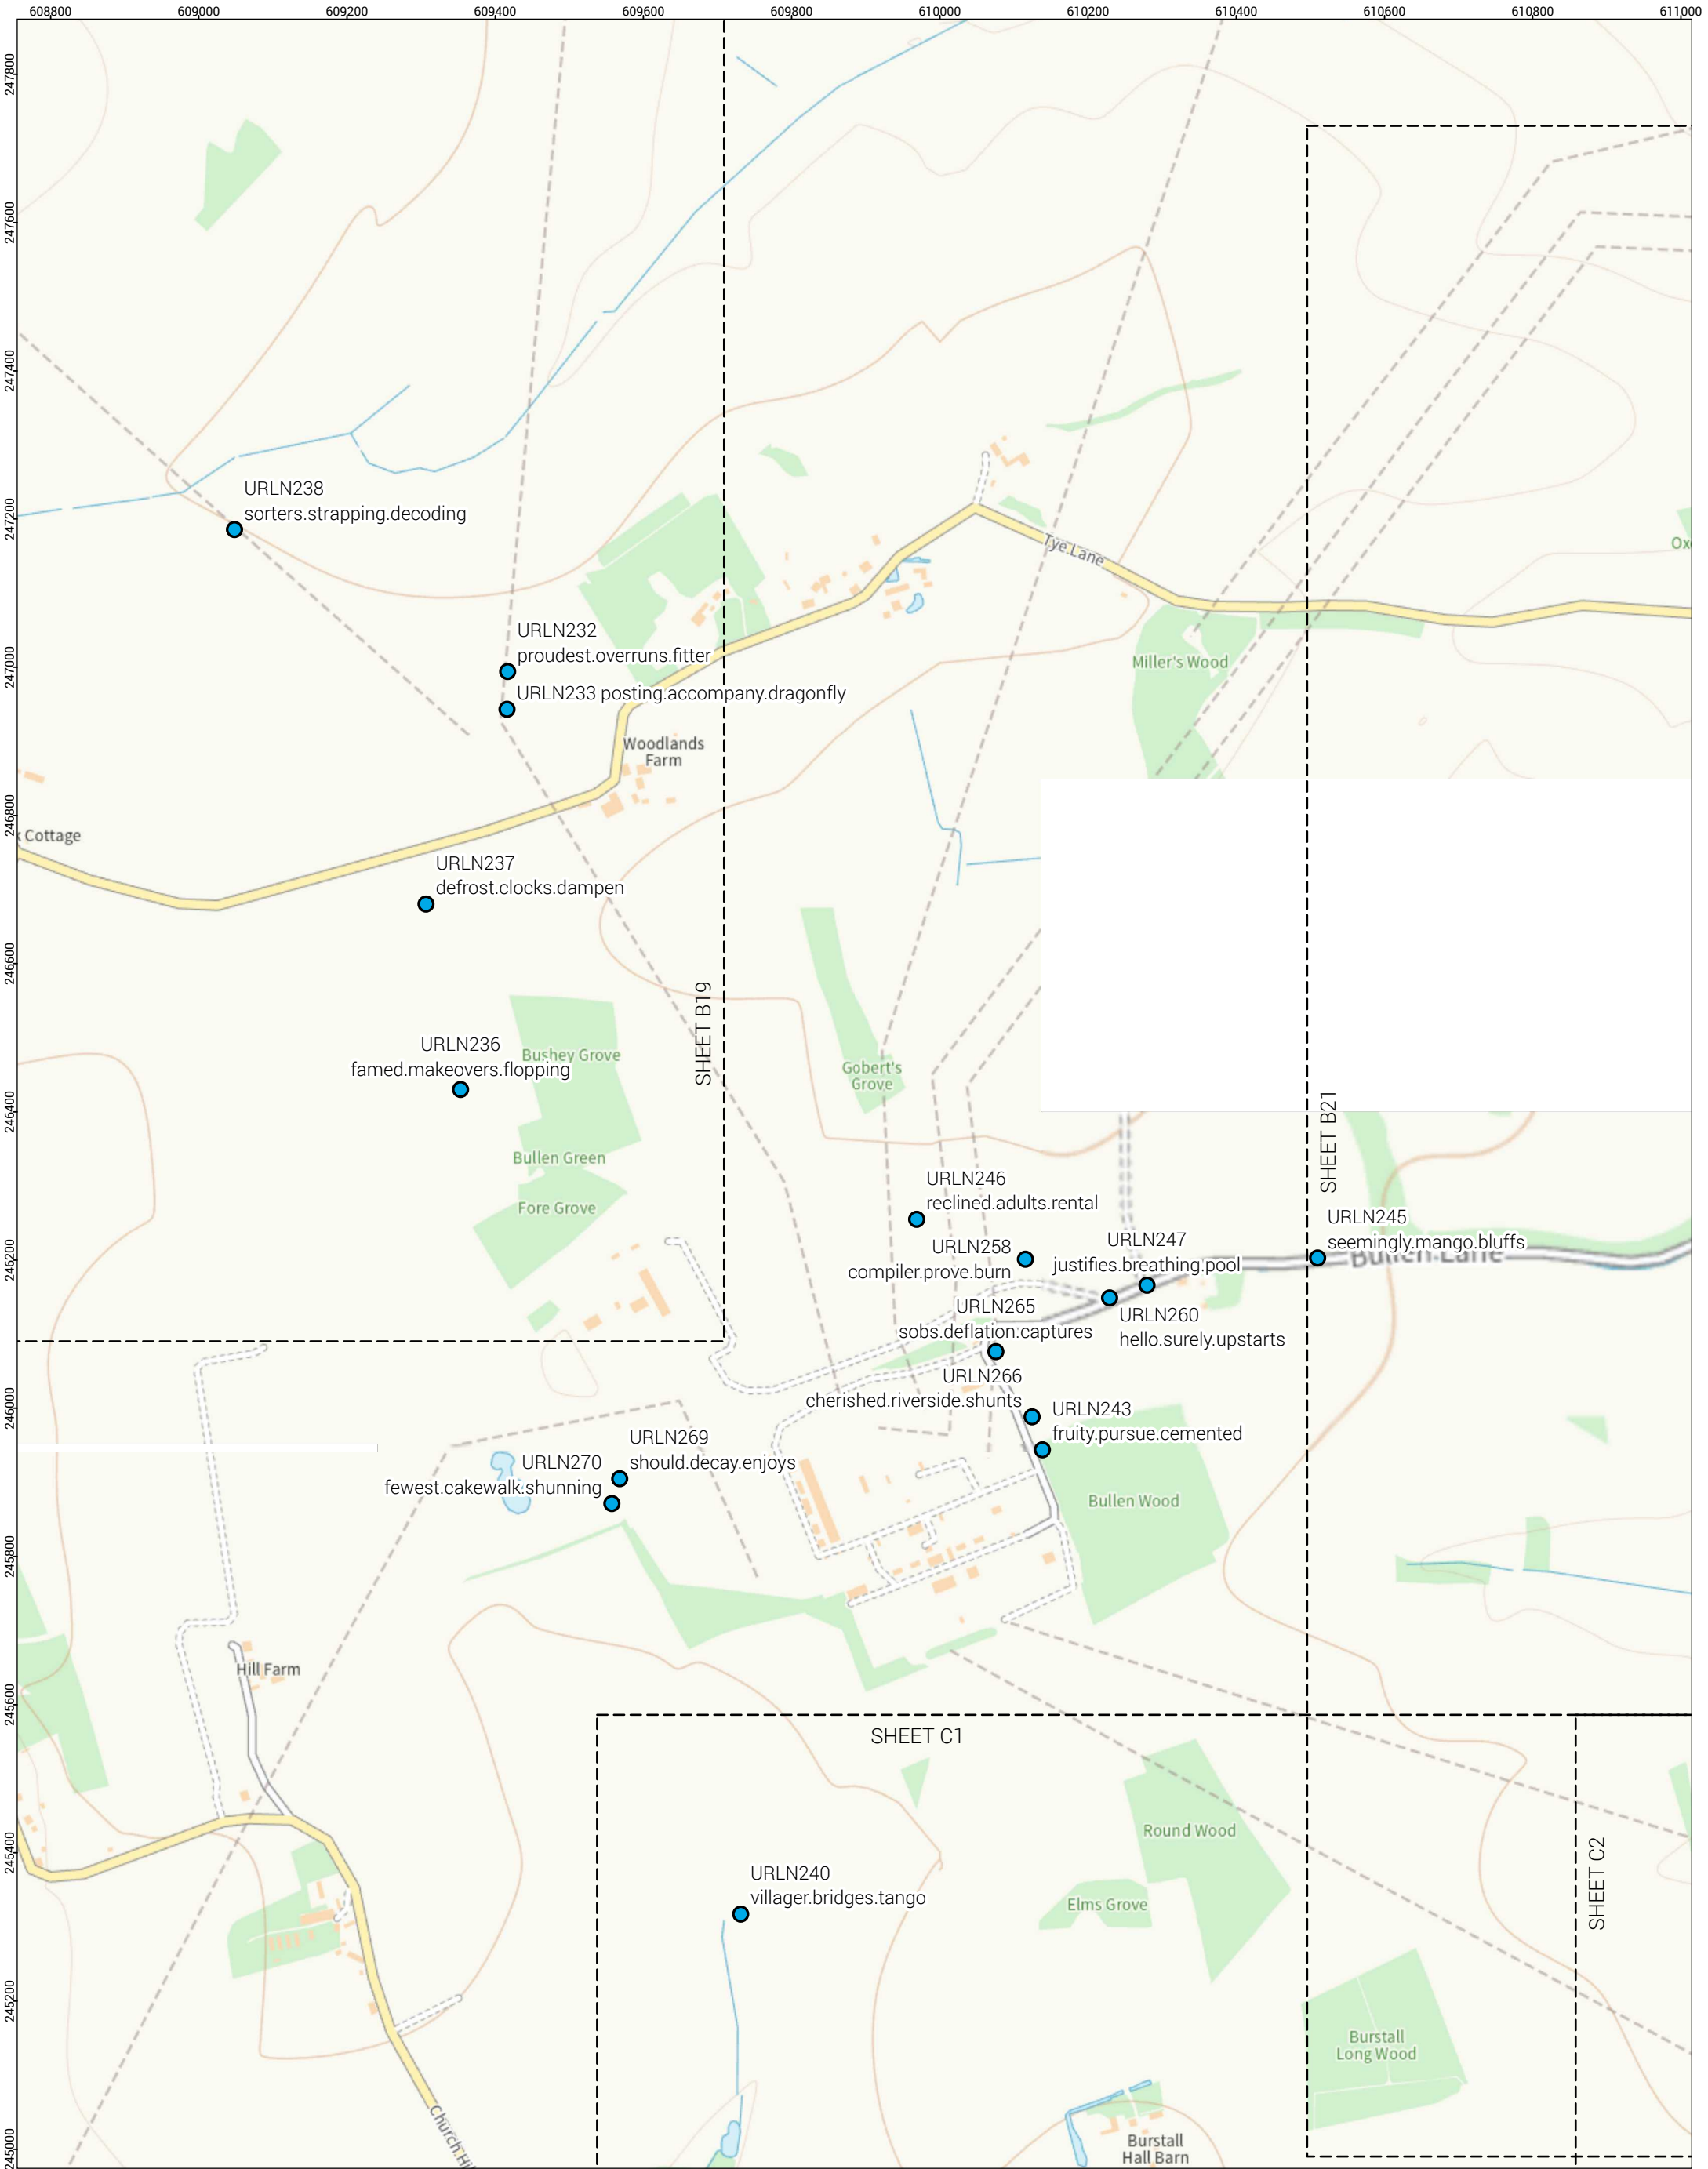 608800 609000 609200 609400 609600 609800 610000 610200 610400 610600 610800 611000
247800
247600
247400
URLN238
sorters.strapping.decoding
247200
Tye Lane
Ox
URLN232
proudest.overruns.fitter
247000
Miller's Wood
URLN233 posting.accompany.dragonfly
Woodlands
Farm
246800
Cottage
URLN237
defrost.clocks.dampen
246600
SHEET B19
URLN236
famed.makeovers.flopping
Bushey Grove
Gobert's
Grove
246400
SHEET B21
Bullen Green
Fore Grove
URLN246
reclined.adults.rental
URLN245
seemingly.mango.bluffs
Bullen Lane
246200
URLN258
compiler.prove.burn
URLN247
justifies.breathing.pool
URLN265
sobs.deflation.captures
URLN260
hello.surely.upstarts
URLN266
cherished.riverside.shunts
246000
URLN243
fruity.pursue.cemented
URLN269
should.decay.enjoys
URLN270
fewest.cakewalk.shunning
Bullen Wood
245800
Hill Farm
245600
SHEET C1
Round Wood
SHEET C2
245400
URLN240
villager.bridges.tango
Elms Grove
245200
Burstall
Long Wood
Church Hi
Burstall
Hall Barn
245000